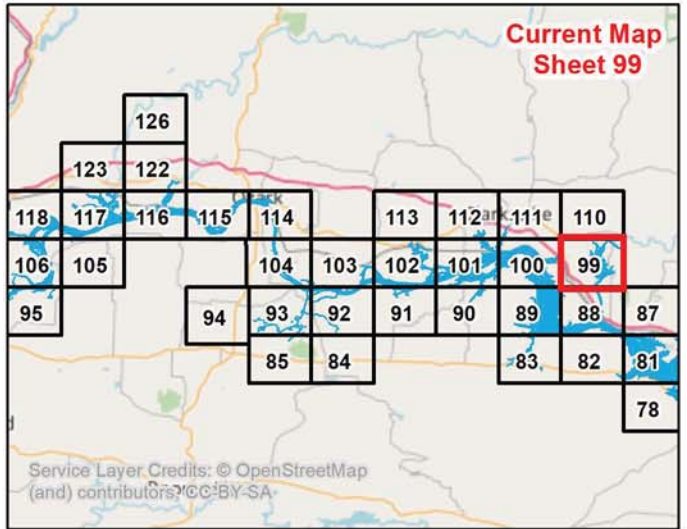 Current Map
Sheet 99
126
123 122
118 117 116 115 114 113 112 111 110
106 105 104 103 102 101 100 99
95 94 93 92 91 90 89 88 87
85 84 83 82 81
78
Service Layer Credits: © OpenStreetMap
(and) contributors, CC-BY-SA